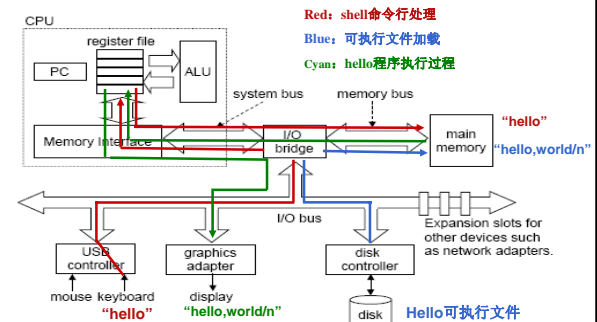 Red：shell命令行处理
Blue：可执行文件加载
Cyan：hello程序执行过程
CPU
register file
PC
ALU
system bus
memory bus
Memory Interface
I/O
bridge
main
memory
“hello”
“hello,world/n”
I/O bus
Expansion slots for
other devices such
as network adapters.
USB
controller
graphics
adapter
disk
controller
mouse keyboard
“hello”
display
“hello,world/n”
disk
Hello可执行文件